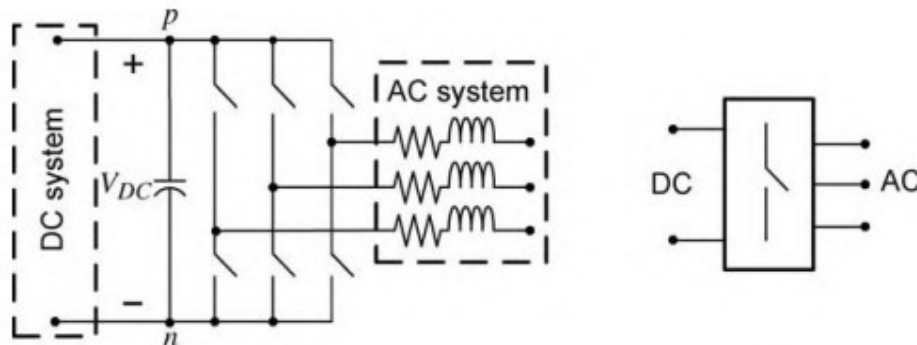 p
DC system
+
V_DC
−
n
AC system
DC
AC